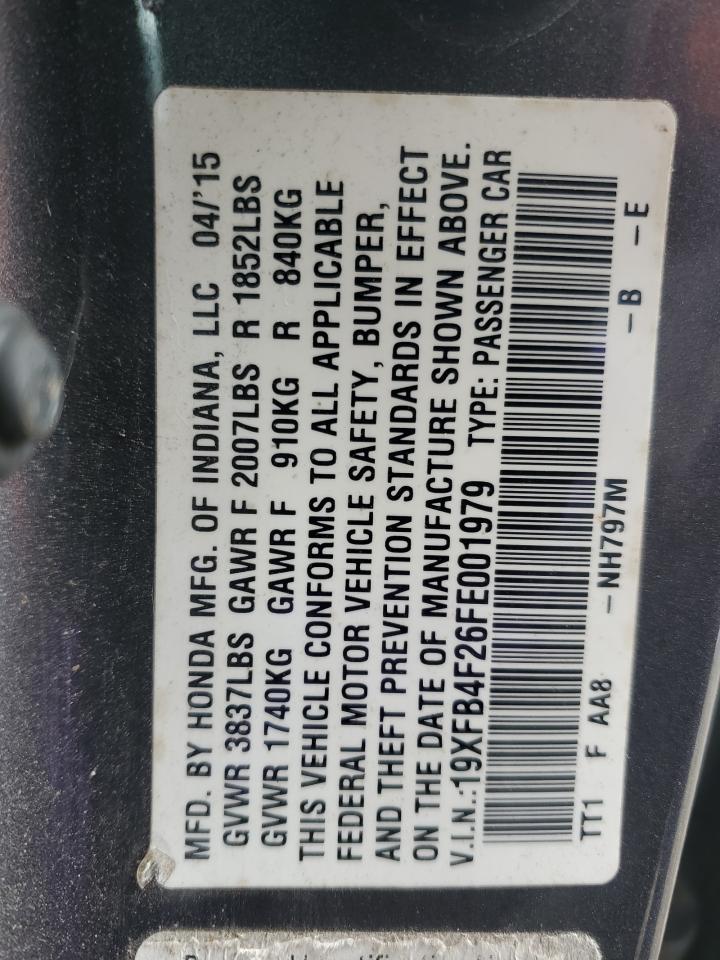 MFD. BY HONDA MFG. OF INDIANA, LLC 04/'15
GVWR 3837LBS GAWR F 2007LBS R 1852LBS
GVWR 1740KG GAWR F 910KG R 840KG
THIS VEHICLE CONFORMS TO ALL APPLICABLE
FEDERAL MOTOR VEHICLE SAFETY, BUMPER,
AND THEFT PREVENTION STANDARDS IN EFFECT
ON THE DATE OF MANUFACTURE SHOWN ABOVE.
V.I.N.:19XFB4F26FE001979 TYPE: PASSENGER CAR
TT1 F AA8 -NH797M -B -E